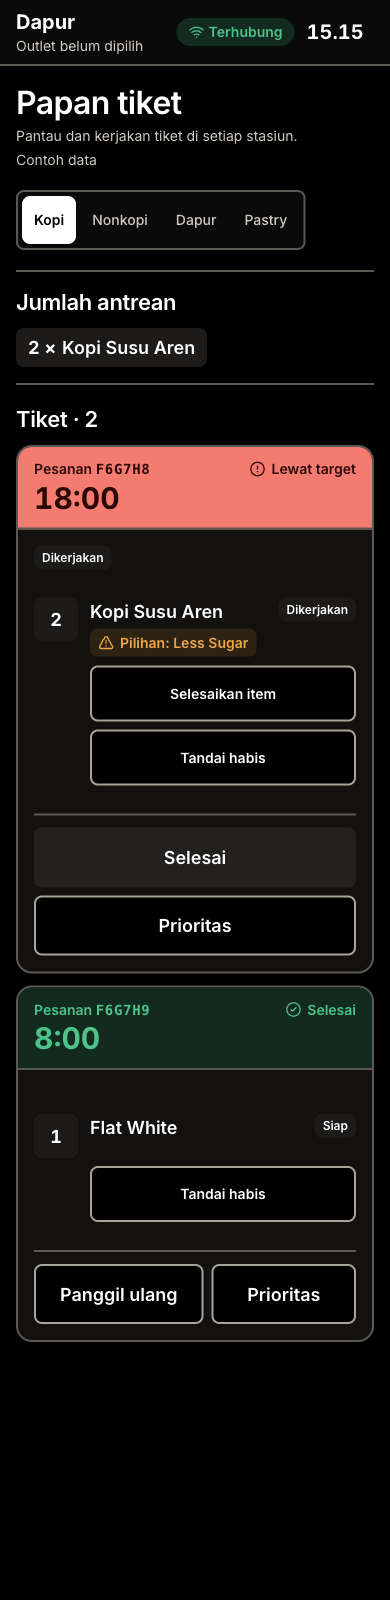 Dapur
Outlet belum dipilih
Terhubung
15.15
Papan tiket
Pantau dan kerjakan tiket di setiap stasiun.
Contoh data
Kopi
Nonkopi
Dapur
Pastry
Jumlah antrean
2 × Kopi Susu Aren
Tiket · 2
Pesanan F6G7H8
Lewat target
18:00
Dikerjakan
2
Kopi Susu Aren
Dikerjakan
Pilihan: Less Sugar
Selesaikan item
Tandai habis
Selesai
Prioritas
Pesanan F6G7H9
Selesai
8:00
1
Flat White
Siap
Tandai habis
Panggil ulang
Prioritas